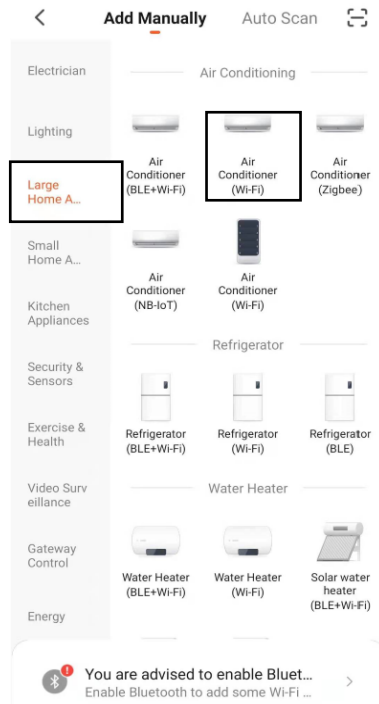 Add Manually
Auto Scan
Electrician
Lighting
Large
Home A...
Small
Home A...
Kitchen
Appliances
Security &
Sensors
Exercise &
Health
Video Surv
eillance
Gateway
Control
Energy
Air Conditioning
Air
Conditioner
(BLE+Wi-Fi)
Air
Conditioner
(Wi-Fi)
Air
Conditioner
(Zigbee)
Air
Conditioner
(NB-IoT)
Air
Conditioner
(Wi-Fi)
Refrigerator
Refrigerator
(BLE+Wi-Fi)
Refrigerator
(Wi-Fi)
Refrigerator
(BLE)
Water Heater
Water Heater
(BLE+Wi-Fi)
Water Heater
(Wi-Fi)
Solar water
heater
(BLE+Wi-Fi)
You are advised to enable Bluet...
Enable Bluetooth to add some Wi-Fi ...